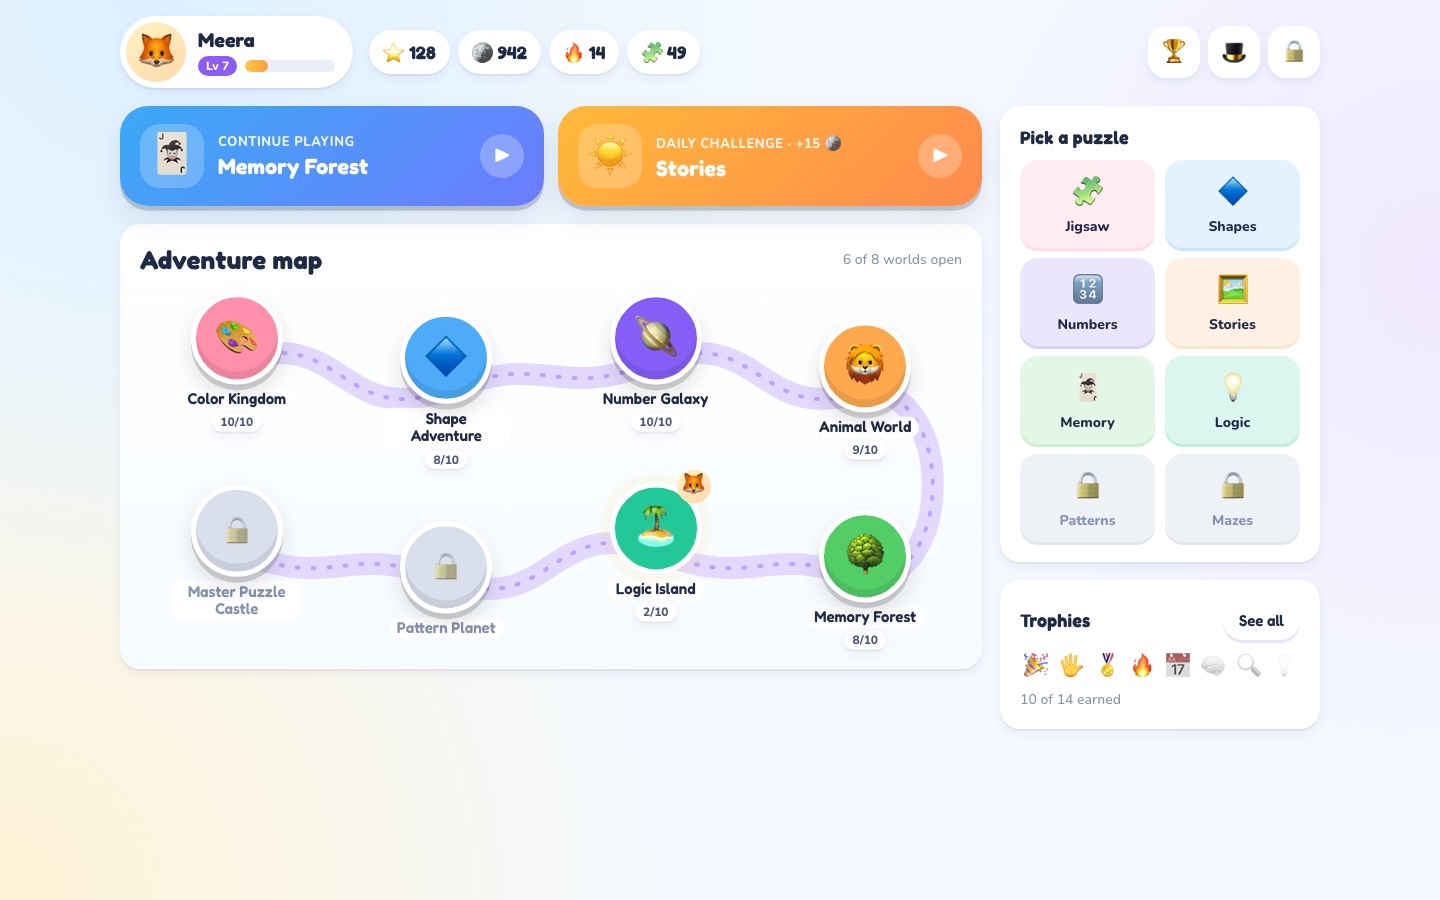 Meera
Lv 7
128
942
14
49
CONTINUE PLAYING
Memory Forest
DAILY CHALLENGE · +15
Stories
Adventure map
6 of 8 worlds open
Color Kingdom
10/10
Shape
Adventure
8/10
Number Galaxy
10/10
Animal World
9/10
Master Puzzle
Castle
Pattern Planet
Logic Island
2/10
Memory Forest
8/10
Pick a puzzle
Jigsaw
Shapes
Numbers
Stories
Memory
Logic
Patterns
Mazes
Trophies
See all
17
10 of 14 earned